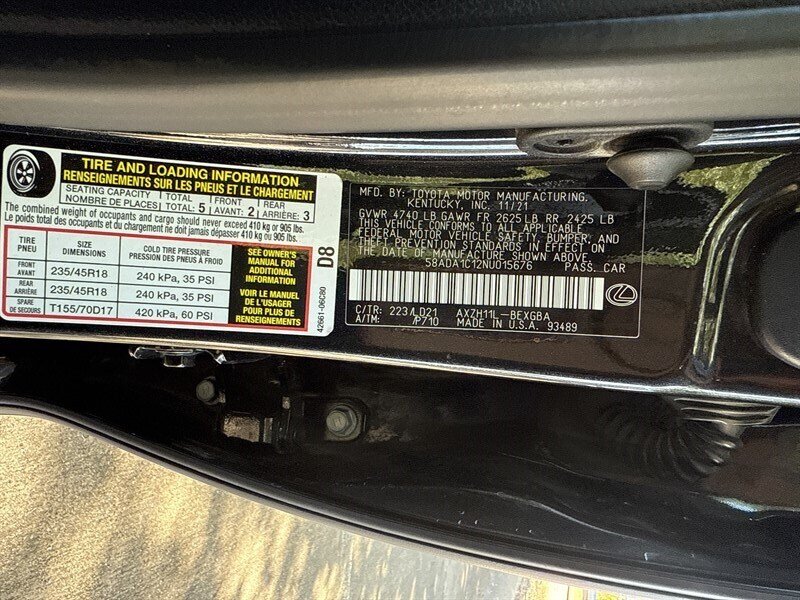 TIRE AND LOADING INFORMATION
RENSEIGNEMENTS SUR LES PNEUS ET LE CHARGEMENT
SEATING CAPACITY TOTAL FRONT REAR
NOMBRE DE PLACES TOTAL: 5 AVANT: 2 ARRIÈRE: 3
The combined weight of occupants and cargo should never exceed 410 kg or 905 lbs.
Le poids total des occupants et du chargement ne doit jamais dépasser 410 kg ou 905 lbs.
TIRE PNEU SIZE DIMENSIONS COLD TIRE PRESSURE PRESSION DES PNEUS À FROID
FRONT AVANT 235/45R18 240 kPa, 35 PSI
REAR ARRIÈRE 235/45R18 240 kPa, 35 PSI
SPARE DE SECOURS T155/70D17 420 kPa, 60 PSI
SEE OWNER'S
MANUAL FOR
ADDITIONAL
INFORMATION
VOIR LE MANUEL
DE L'USAGER
POUR PLUS DE
RENSEIGNEMENTS
D8
42661-06C80
MFD. BY: TOYOTA MOTOR MANUFACTURING,
KENTUCKY, INC. 11/21
GVWR 4740 LB GAWR FR 2625 LB RR 2425 LB
THIS VEHICLE CONFORMS TO ALL APPLICABLE
FEDERAL MOTOR VEHICLE SAFETY, BUMPER, AND
THEFT PREVENTION STANDARDS IN EFFECT ON
THE DATE OF MANUFACTURE SHOWN ABOVE
58ADA1C12NU015676 PASS. CAR
C/TR: 223/LD21 AXZH11L-BEXGBA
A/TM: /P710 MADE IN U.S.A. 93489